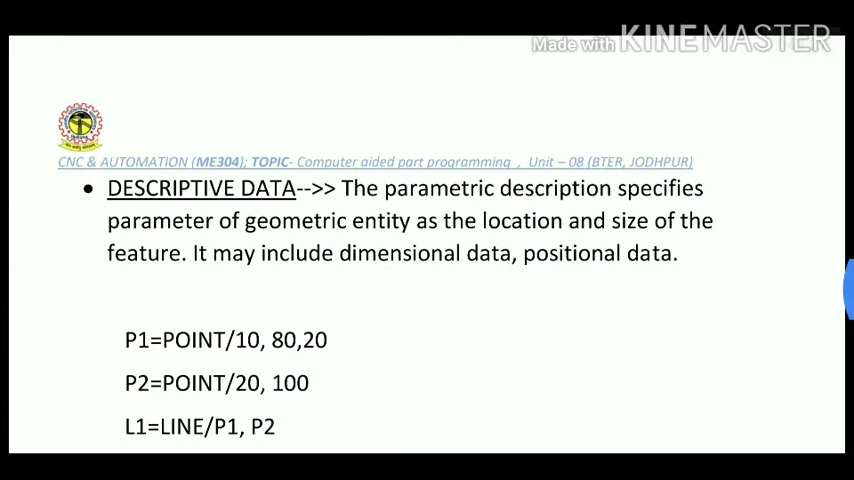 Made with KINEMASTER
CNC & AUTOMATION (ME304); TOPIC- Computer aided part programming , Unit – 08 (BTER, JODHPUR)
• DESCRIPTIVE DATA-->> The parametric description specifies
parameter of geometric entity as the location and size of the
feature. It may include dimensional data, positional data.
P1=POINT/10, 80,20
P2=POINT/20, 100
L1=LINE/P1, P2